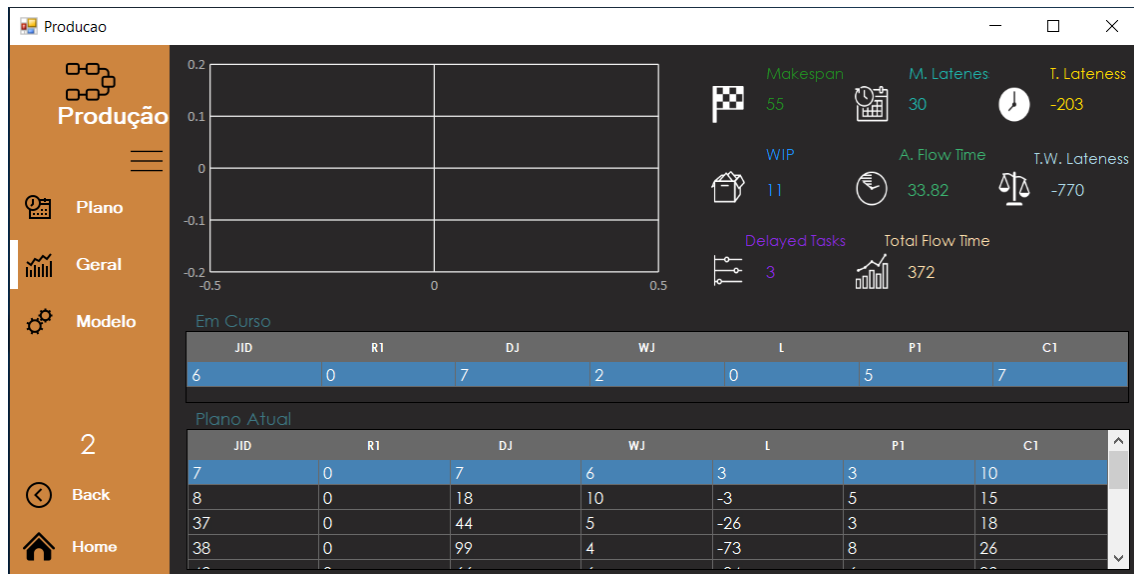 Producao
Produção
Plano
Geral
Modelo
2
Back
Home
0.2
0.1
0
-0.1
-0.2
-0.5 0 0.5
Makespan
55
M. Latenes
30
T. Lateness
-203
WIP
11
A. Flow Time
33.82
T.W. Lateness
-770
Delayed Tasks
3
Total Flow Time
372
Em Curso
JID R1 DJ WJ L P1 C1
6 0 7 2 0 5 7
Plano Atual
JID R1 DJ WJ L P1 C1
7 0 7 6 3 3 10
8 0 18 10 -3 5 15
37 0 44 5 -26 3 18
38 0 99 4 -73 8 26